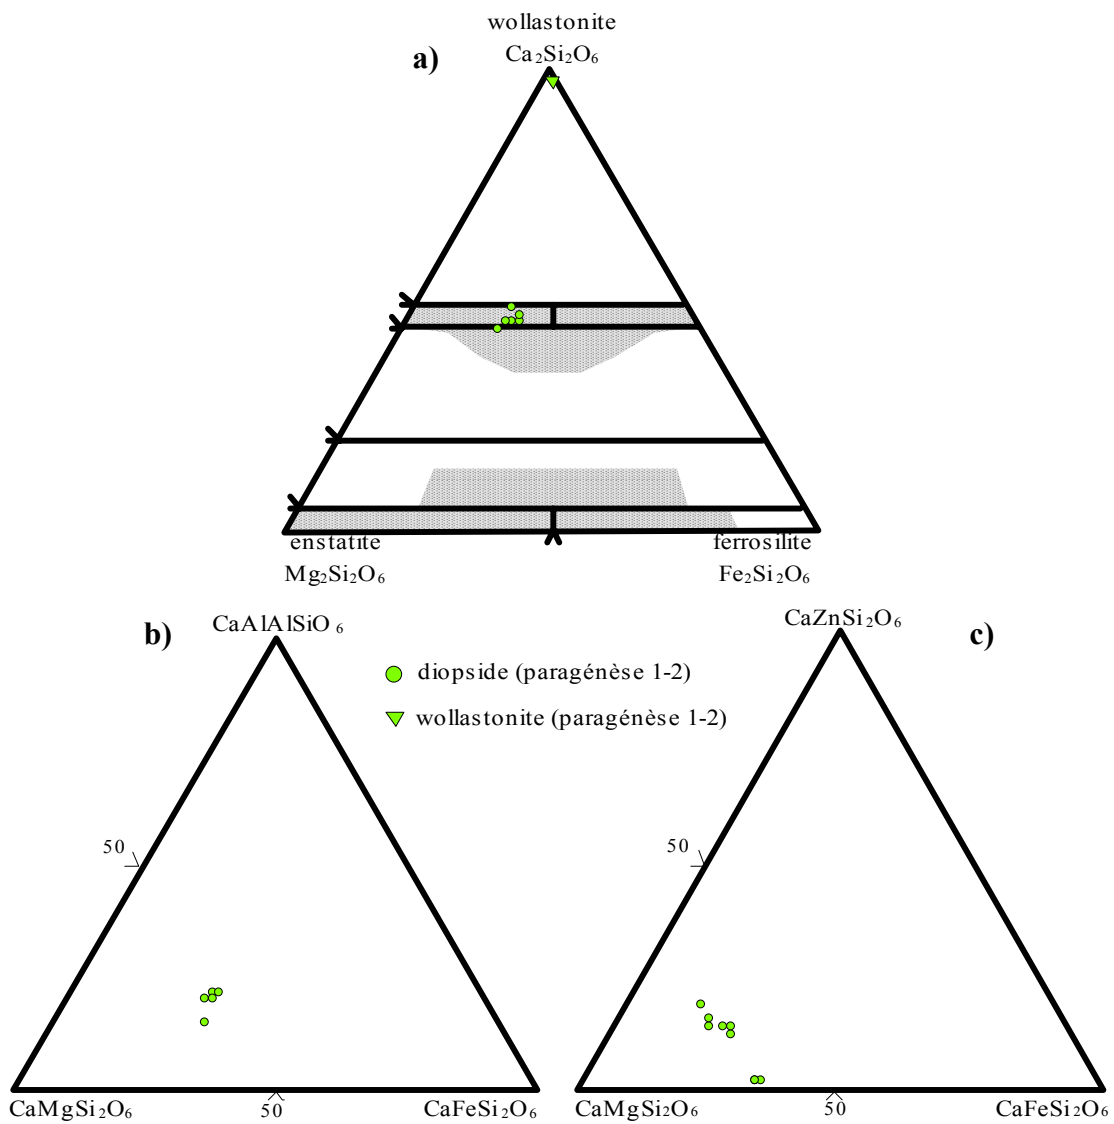 wollastonite
a)
Ca₂Si₂O₆
enstatite
ferrosilite
Mg₂Si₂O₆
Fe₂Si₂O₆
b)
CaAlAlSiO₆
CaZnSi₂O₆
c)
diopside (paragénèse 1-2)
wollastonite (paragénèse 1-2)
50
50
CaMgSi₂O₆
50
CaFeSi₂O₆
CaMgSi₂O₆
50
CaFeSi₂O₆